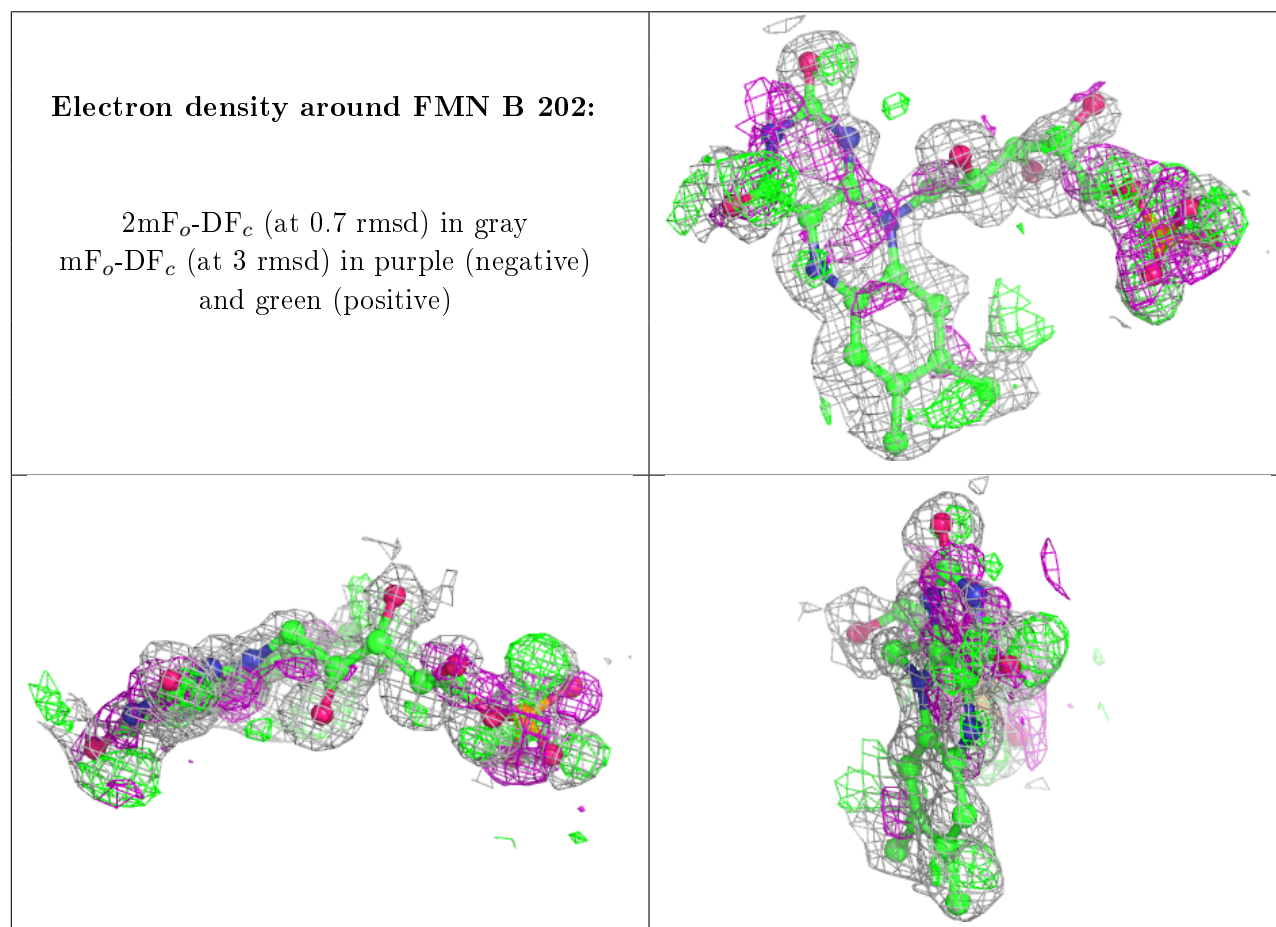 Electron density around FMN B 202:
2mFo-DFc (at 0.7 rmsd) in gray
mFo-DFc (at 3 rmsd) in purple (negative)
and green (positive)